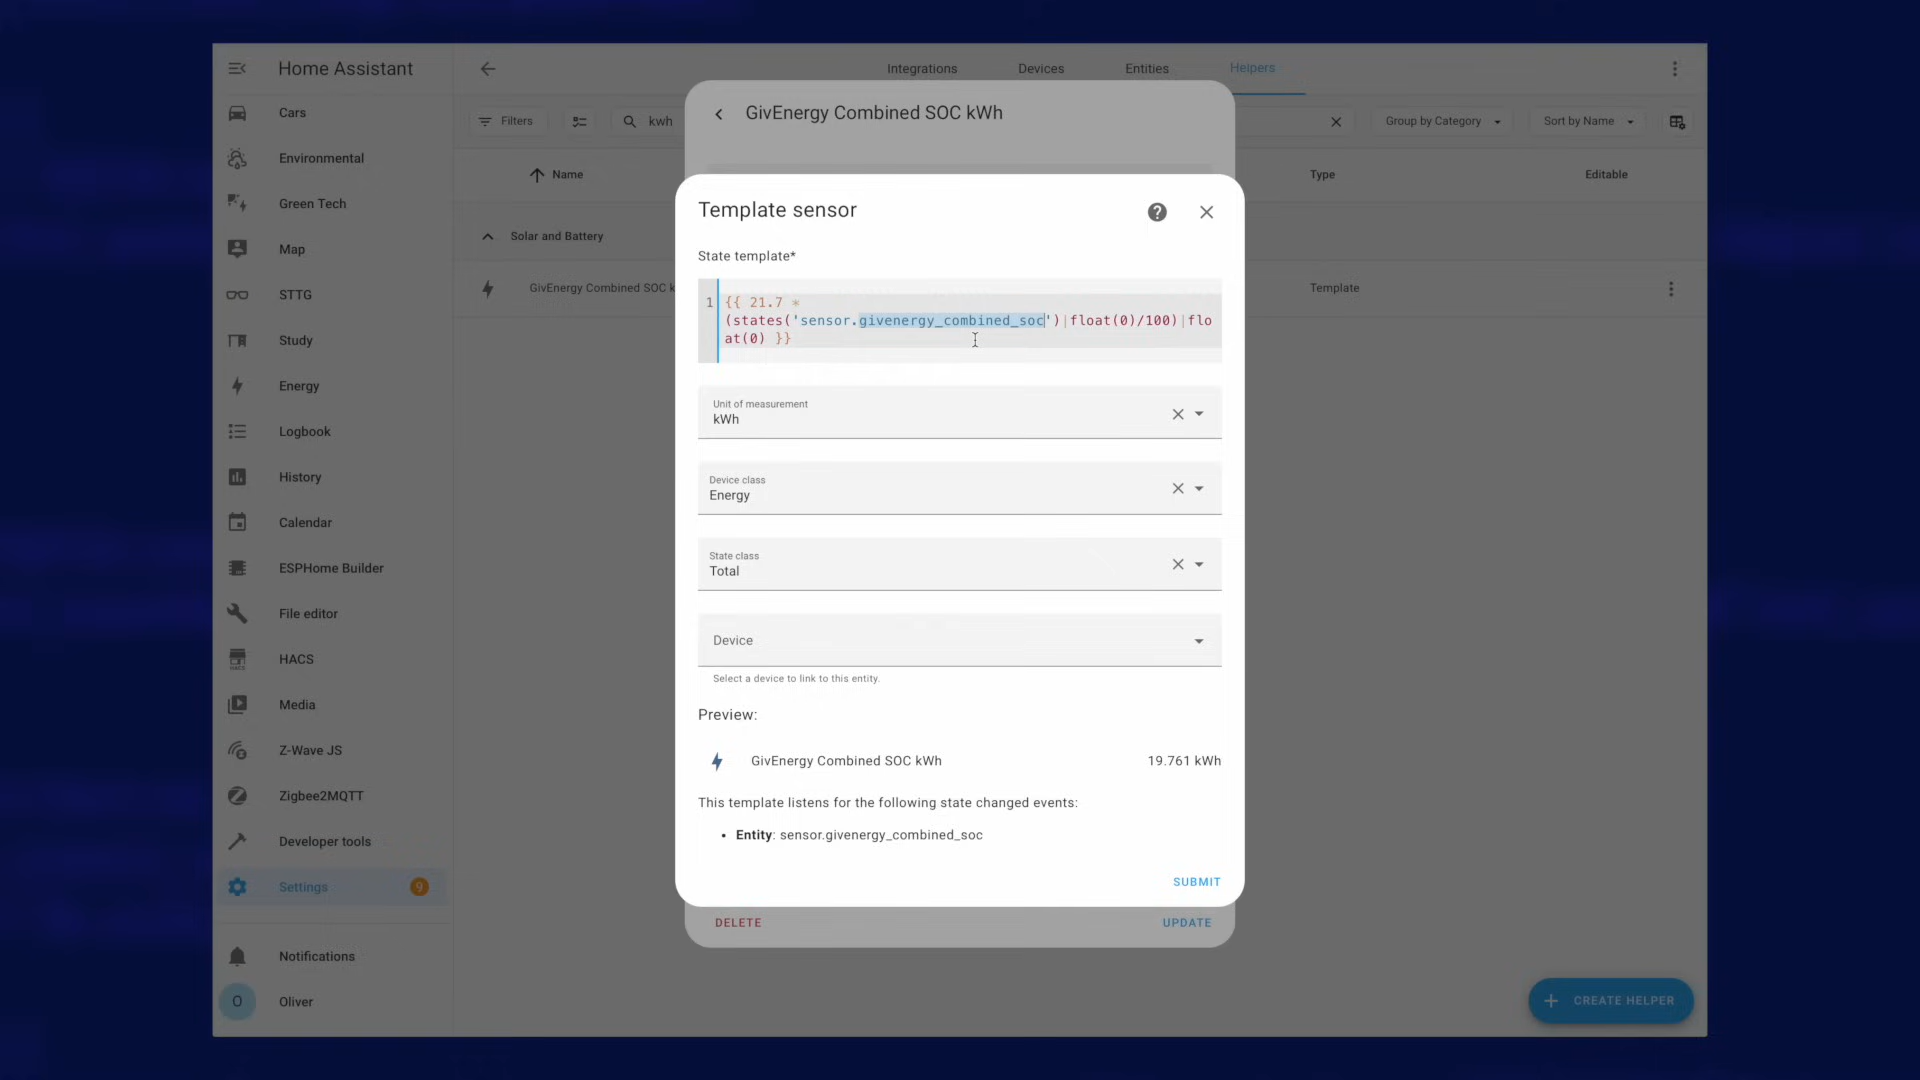 Home Assistant
Integrations
Devices
Entities
Helpers
Cars
Environmental
Green Tech
Map
STTG
Study
Energy
Logbook
History
Calendar
ESPHome Builder
File editor
HACS
Media
Z-Wave JS
Zigbee2MQTT
Developer tools
Settings
9
Notifications
O
Oliver
Filters
kwh
Group by Category
Sort by Name
Name
Type
Editable
Solar and Battery
GivEnergy Combined SOC k
Template
GivEnergy Combined SOC kWh
Template sensor
State template*
1
{{ 21.7 *
(states('sensor.givenergy_combined_soc')|float(0)/100)|flo
at(0) }}
Unit of measurement
kWh
Device class
Energy
State class
Total
Device
Select a device to link to this entity.
Preview:
GivEnergy Combined SOC kWh
19.761 kWh
This template listens for the following state changed events:
• Entity: sensor.givenergy_combined_soc
SUBMIT
DELETE
UPDATE
+ CREATE HELPER